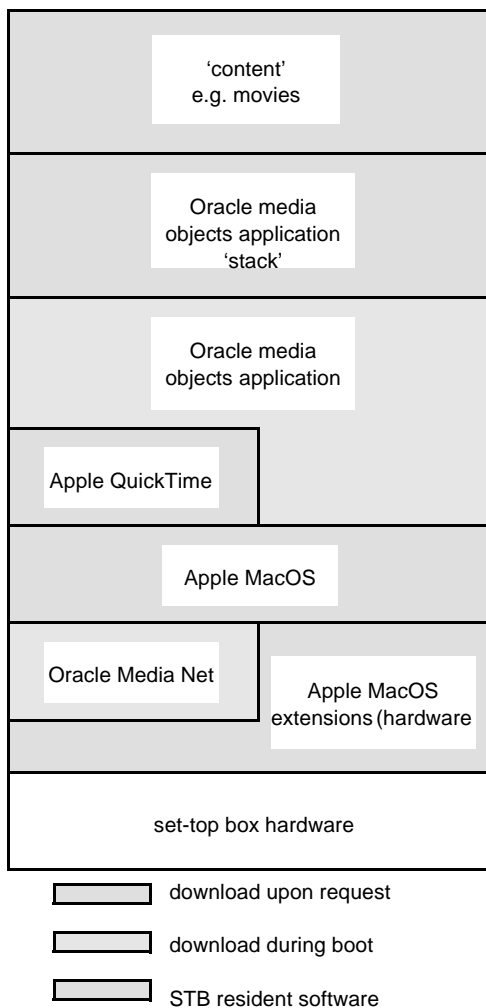 ‘content’
e.g. movies
Oracle media
objects application
‘stack’
Oracle media
objects application
Apple QuickTime
Apple MacOS
Oracle Media Net
Apple MacOS
extensions (hardware
set-top box hardware
download upon request
download during boot
STB resident software